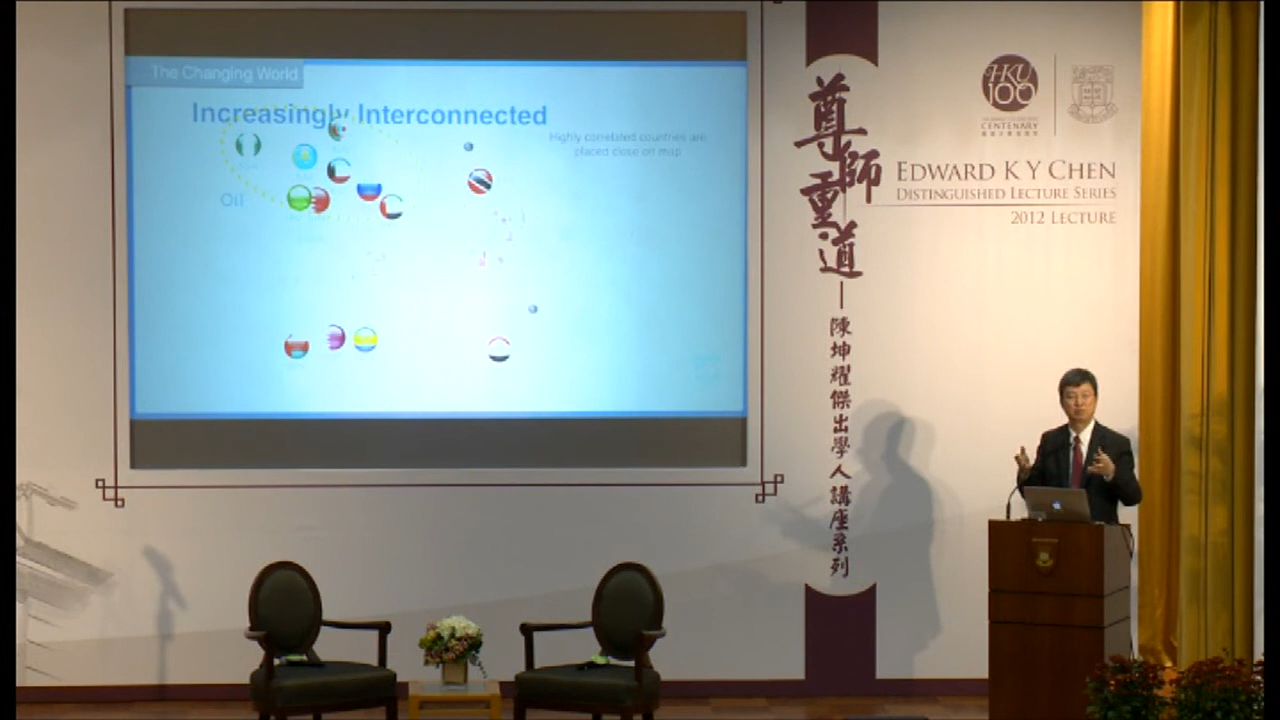 The Changing World
Increasingly Interconnected
Highly correlated countries are
placed close on map
Oil
尊師重道
陳坤耀傑出學人講座系列
HKU
100
CENTENARY
EDWARD K Y CHEN
DISTINGUISHED LECTURE SERIES
2012 LECTURE